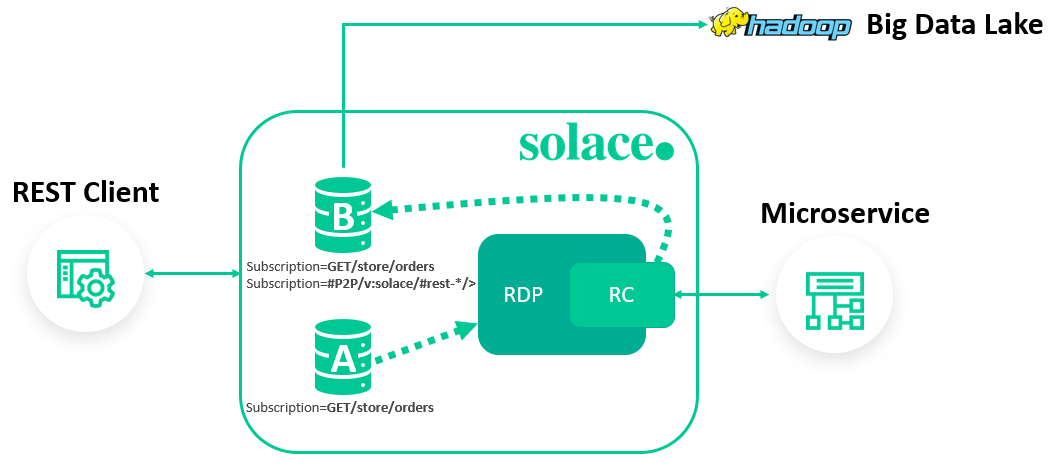 hadoop
Big Data Lake
solace.
REST Client
B
Microservice
Subscription=GET/store/orders
Subscription=#P2P/v:solace/#rest-*/>
RDP
RC
A
Subscription=GET/store/orders